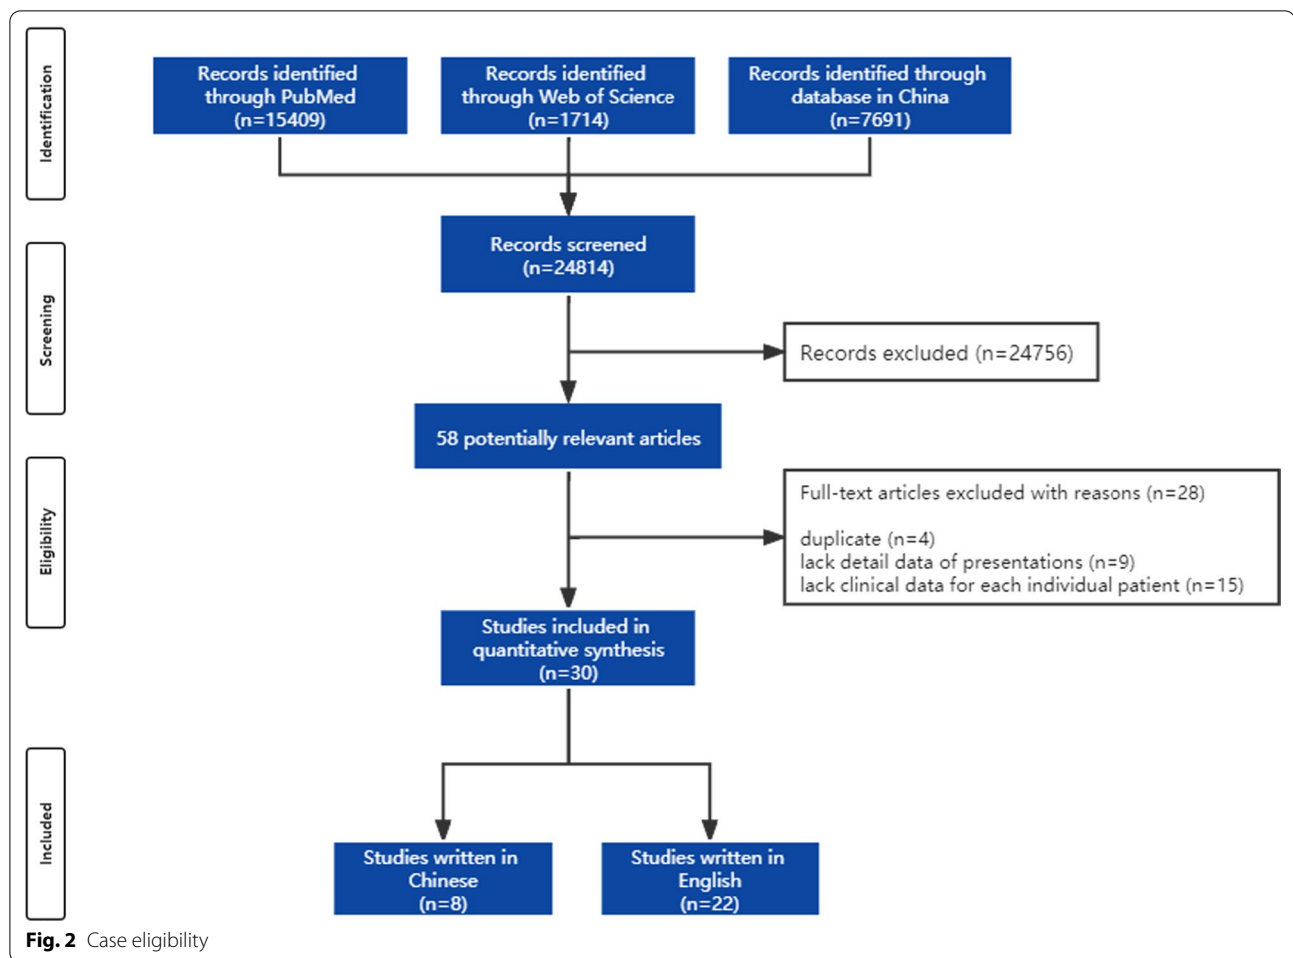 Identification
Records identified
through PubMed
(n=15409)
Records identified
through Web of Science
(n=1714)
Records identified through
database in China
(n=7691)
Screening
Records screened
(n=24814)
Records excluded (n=24756)
58 potentially relevant articles
Eligibility
Full-text articles excluded with reasons (n=28)
duplicate (n=4)
lack detail data of presentations (n=9)
lack clinical data for each individual patient (n=15)
Studies included in
quantitative synthesis
(n=30)
Included
Studies written in
Chinese
(n=8)
Studies written in
English
(n=22)
Fig. 2 Case eligibility